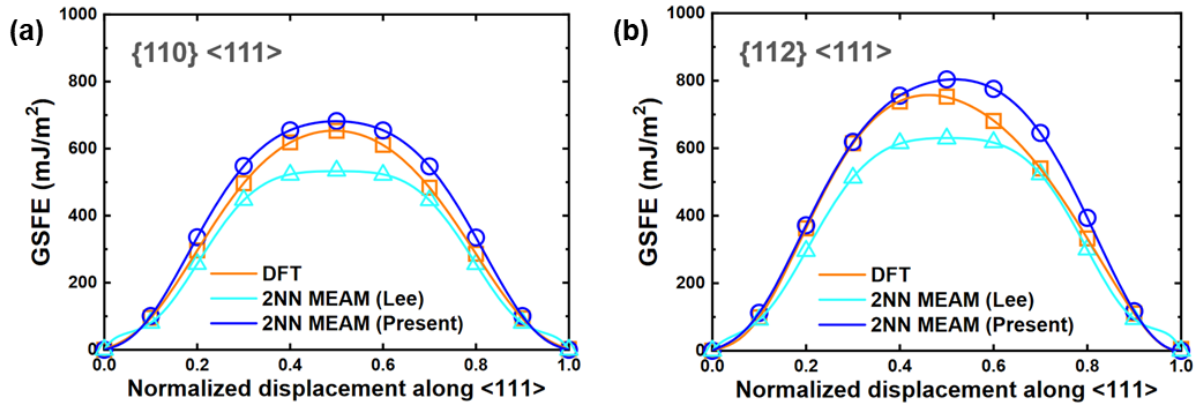 (a)
{110} <111>
GSFE (mJ/m²)
1000
800
600
400
200
0
DFT
2NN MEAM (Lee)
2NN MEAM (Present)
0.0 0.2 0.4 0.6 0.8 1.0
Normalized displacement along <111>
(b)
{112} <111>
GSFE (mJ/m²)
1000
800
600
400
200
0
DFT
2NN MEAM (Lee)
2NN MEAM (Present)
0.0 0.2 0.4 0.6 0.8 1.0
Normalized displacement along <111>